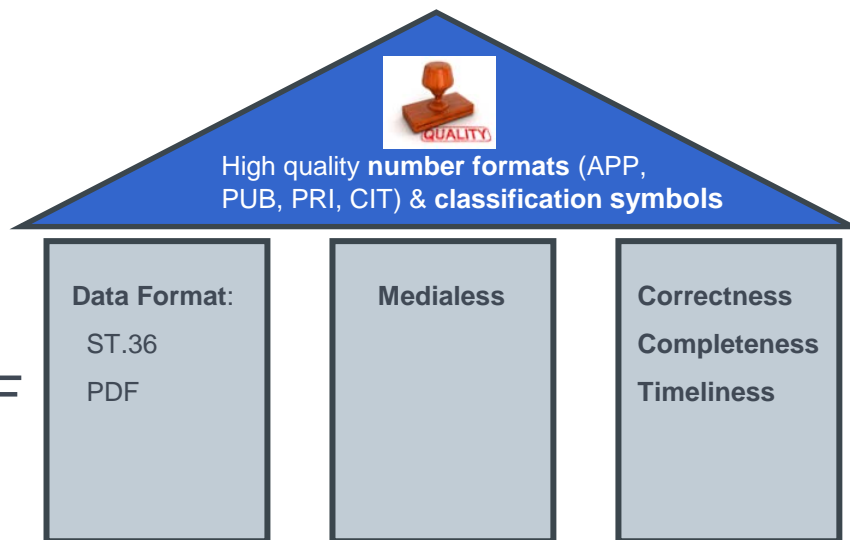 QUALITY
High quality number formats (APP,
PUB, PRI, CIT) & classification symbols
Data Format:
ST.36
PDF
Medialess
Correctness
Completeness
Timeliness
=